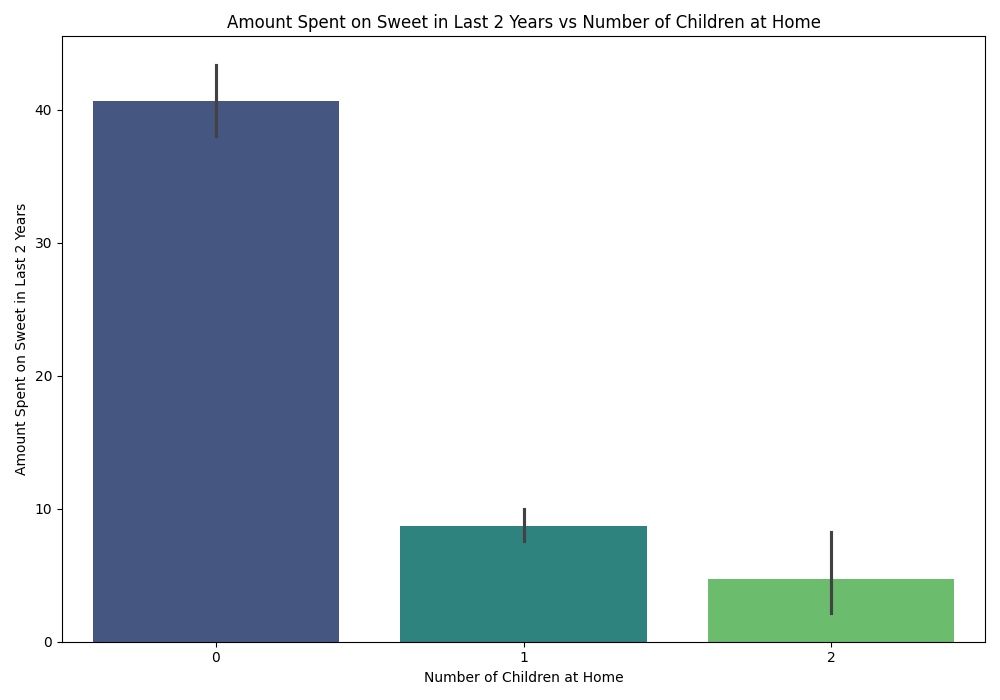 Amount Spent on Sweet in Last 2 Years vs Number of Children at Home
Amount Spent on Sweet in Last 2 Years
40
30
20
10
0
0
1
2
Number of Children at Home